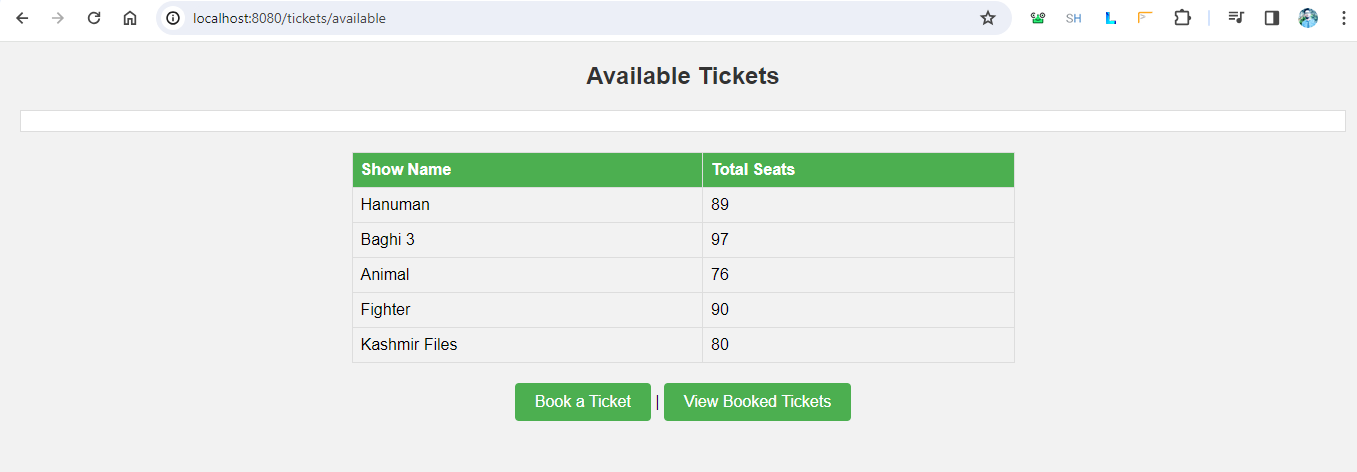 localhost:8080/tickets/available
SH
Available Tickets
Show Name Total Seats
Hanuman 89
Baghi 3 97
Animal 76
Fighter 90
Kashmir Files 80
Book a Ticket | View Booked Tickets